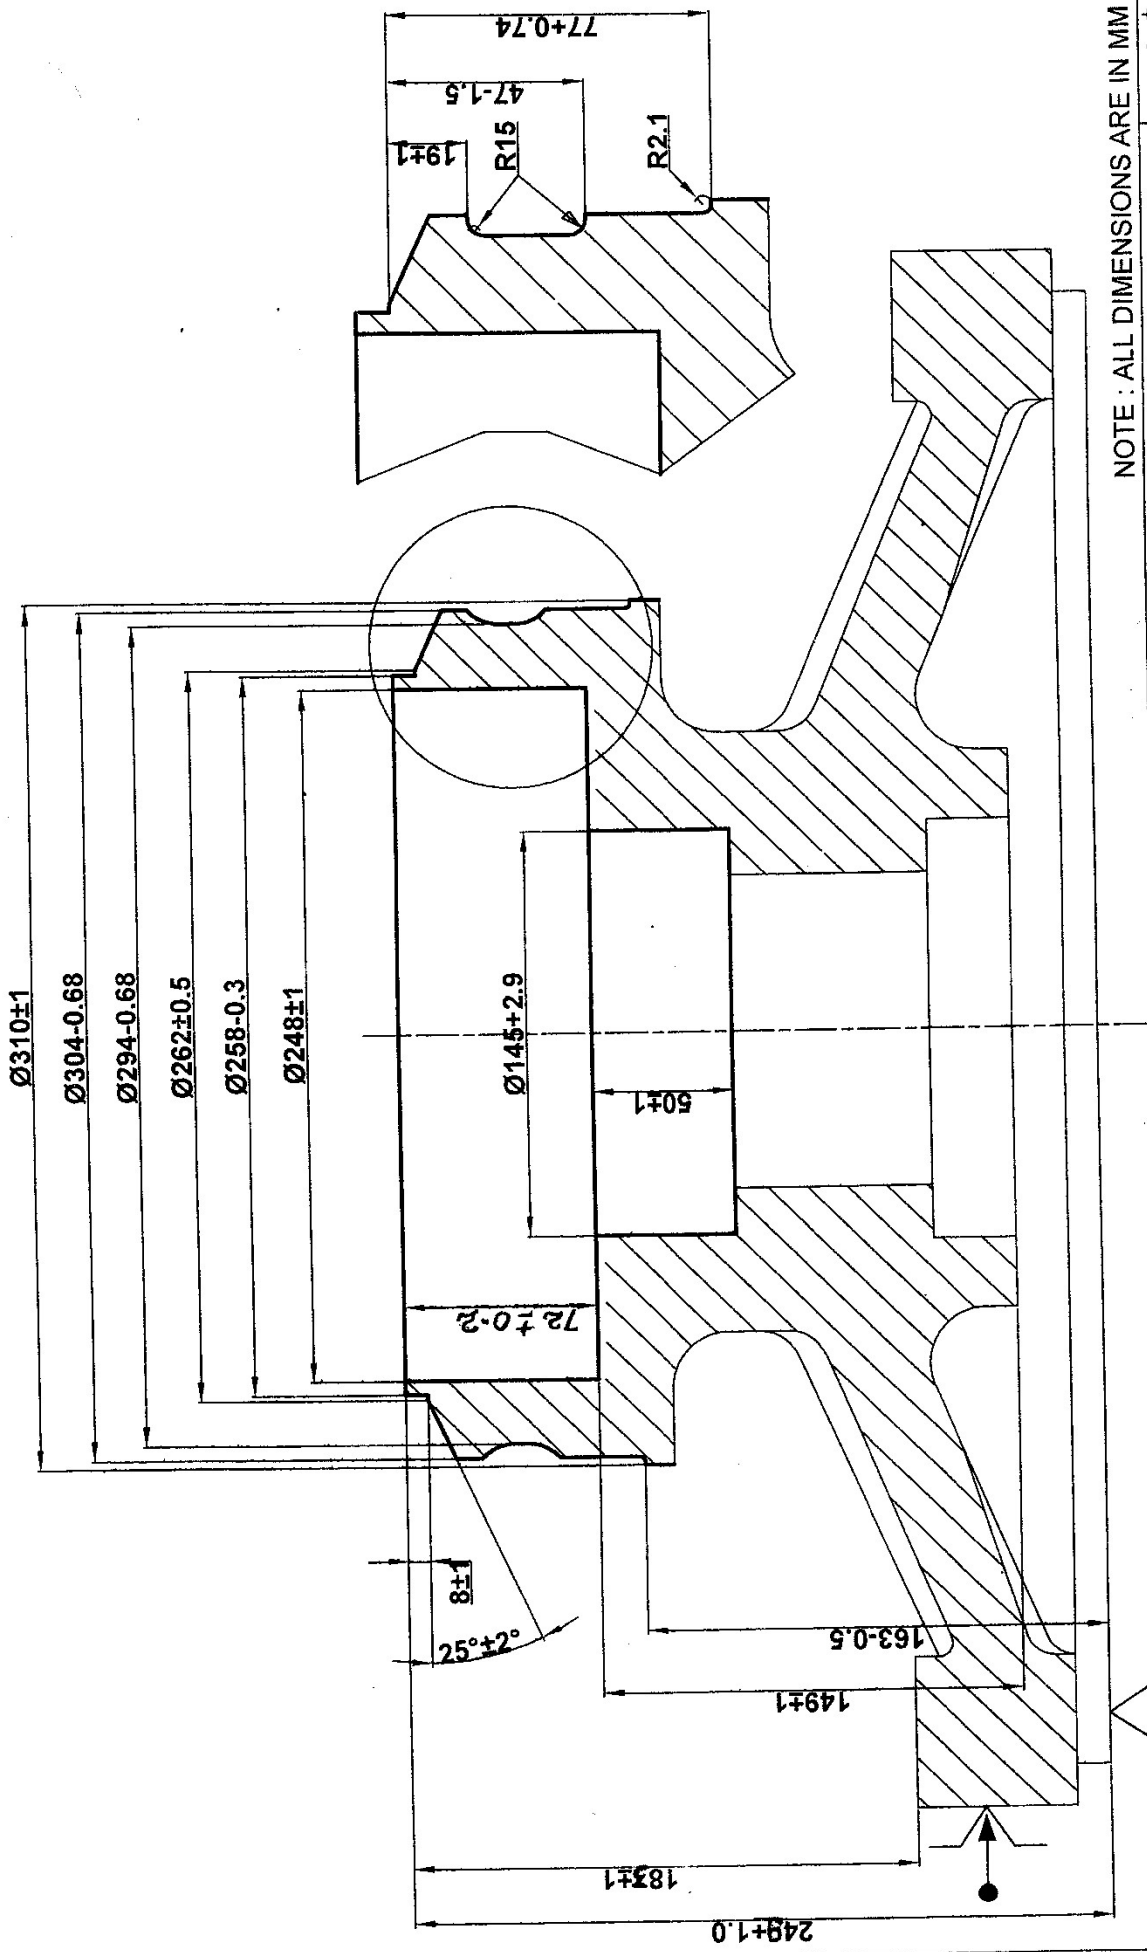 Ø310±1
Ø304-0.68
Ø294-0.68
Ø262±0.5
Ø258-0.3
Ø248±1
Ø145+2.9
50±1
72±0.2
8±1
25°±2°
163-0.5
149±1
249+1.0
77+0.74
47-1.5
19±1
R15
R2.1
NOTE : ALL DIMENSIONS ARE IN MM